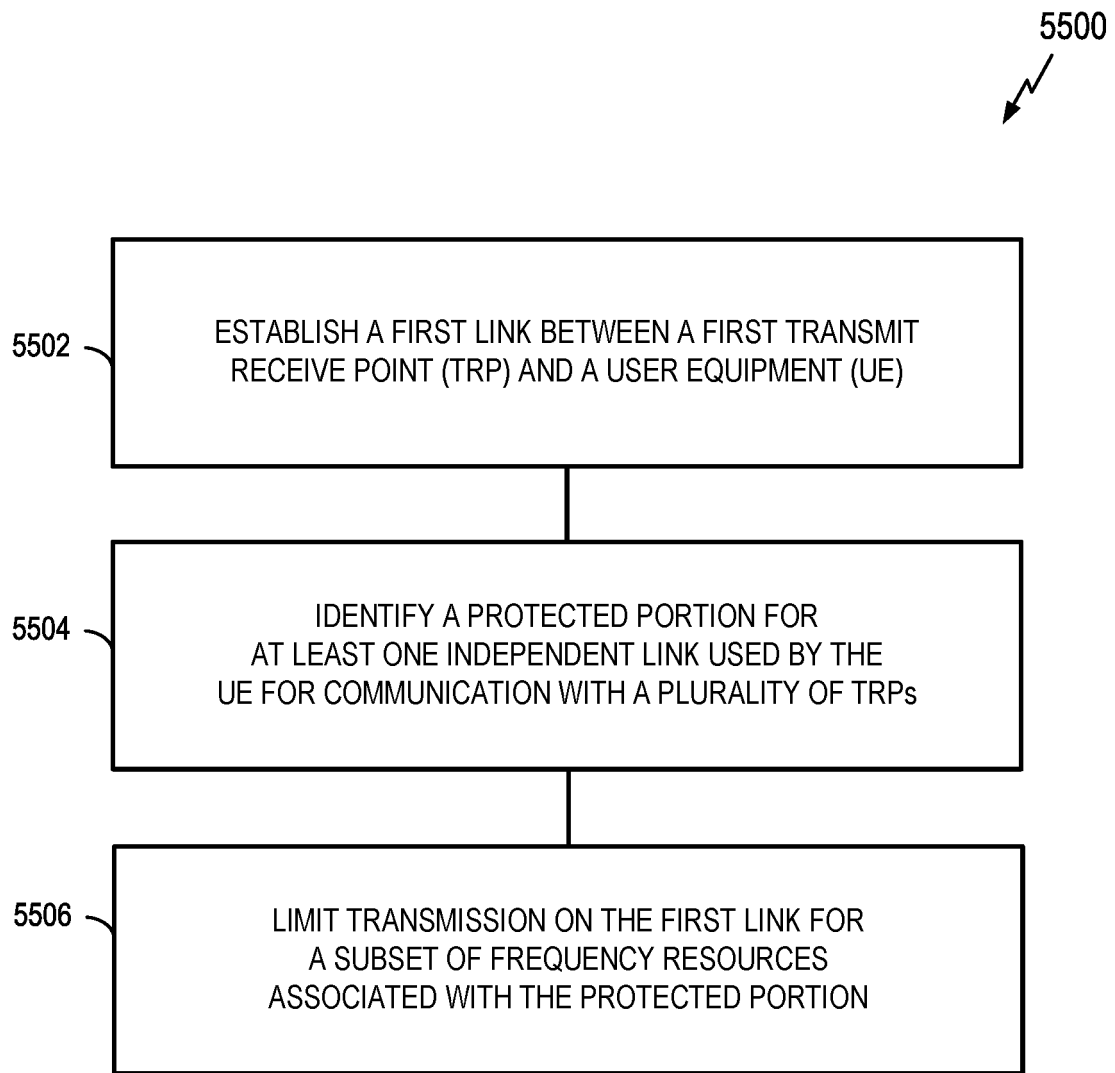 5500
5502
ESTABLISH A FIRST LINK BETWEEN A FIRST TRANSMIT
RECEIVE POINT (TRP) AND A USER EQUIPMENT (UE)
5504
IDENTIFY A PROTECTED PORTION FOR
AT LEAST ONE INDEPENDENT LINK USED BY THE
UE FOR COMMUNICATION WITH A PLURALITY OF TRPs
5506
LIMIT TRANSMISSION ON THE FIRST LINK FOR
A SUBSET OF FREQUENCY RESOURCES
ASSOCIATED WITH THE PROTECTED PORTION